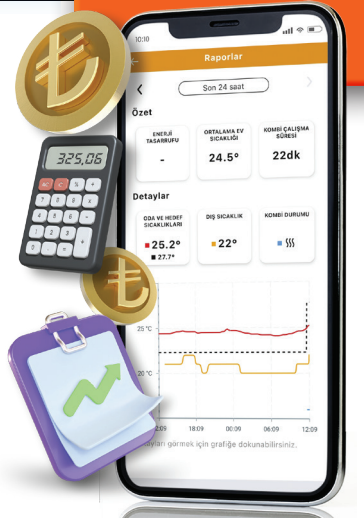 10:10
Raporlar
Son 24 saat
Özet
ENERJİ
TASARRUFU
-
ORTALAMA EV
SICAKLIĞI
24.5°
KOMBİ ÇALIŞMA
SÜRESİ
22dk
Detaylar
ODA VE HEDEF
SICAKLIKLARI
25.2°
27.7°
DIŞ SICAKLIK
22°
KOMBİ DURUMU
25 °C
20 °C
18:09 00:09 06:09 12:09
görmek için grafiğe dokunabilirsiniz.
325,06
AC C % ÷
₺
₺